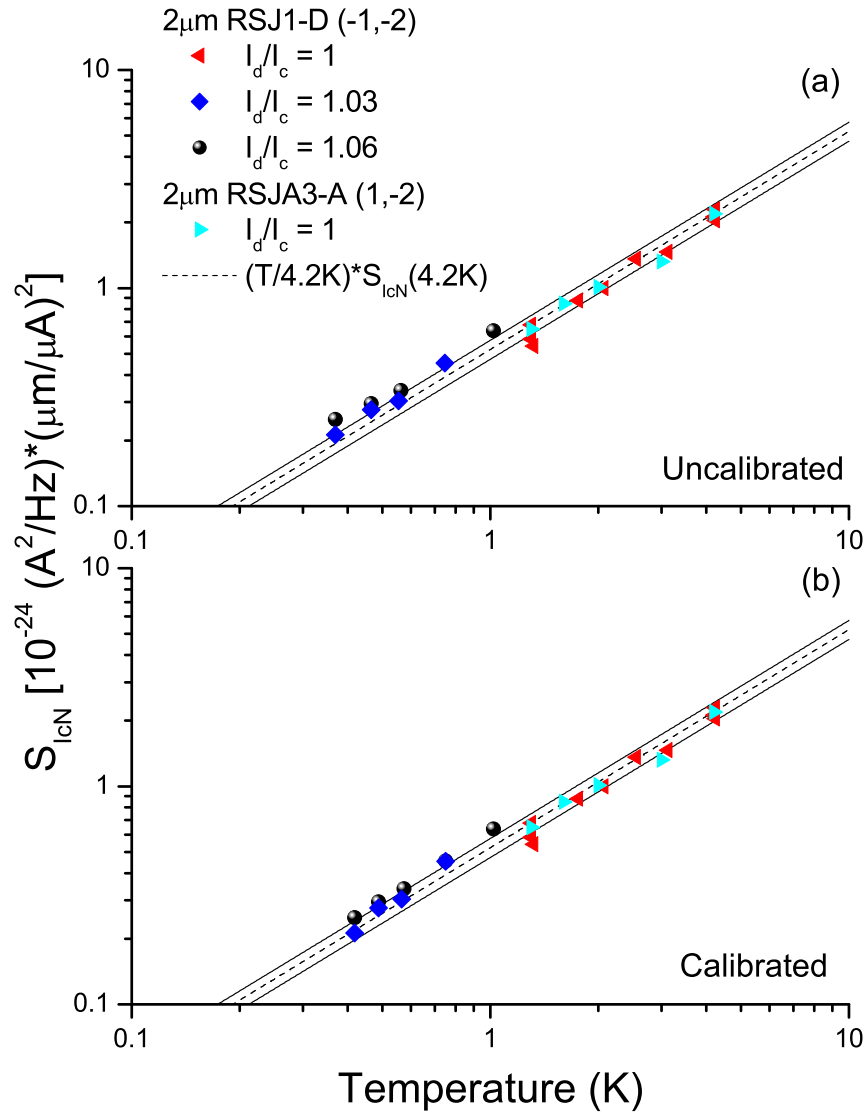 2μm RSJ1-D (-1,-2)
I_d/I_c = 1
I_d/I_c = 1.03
I_d/I_c = 1.06
2μm RSJA3-A (1,-2)
I_d/I_c = 1
(T/4.2K)*S_IcN(4.2K)
(a)
10
1
0.1
0.1
1
10
Uncalibrated
S_IcN [10^-24 (A^2/Hz)*(μm/μA)^2]
(b)
10
1
0.1
0.1
1
10
Calibrated
Temperature (K)